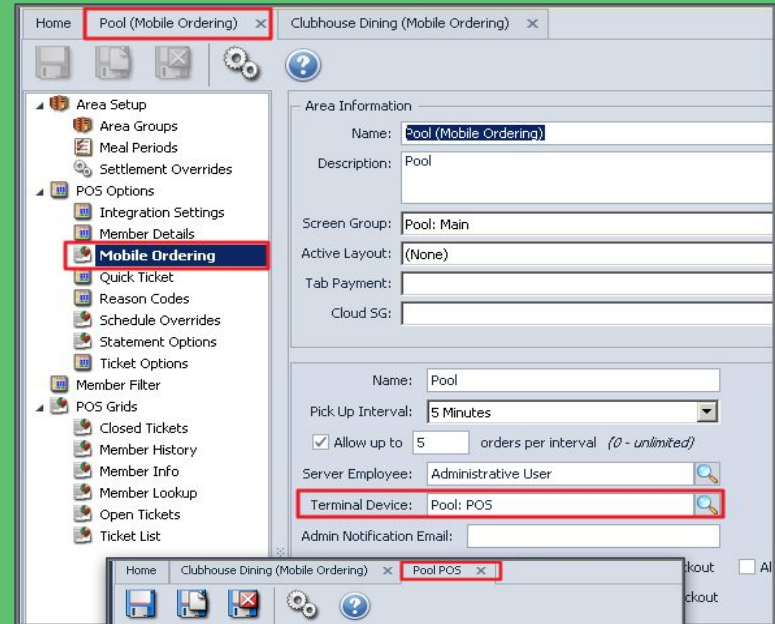 Home Pool (Mobile Ordering) × Clubhouse Dining (Mobile Ordering) ×
?
Area Setup
Area Groups
Meal Periods
Settlement Overrides
POS Options
Integration Settings
Member Details
Mobile Ordering
Quick Ticket
Reason Codes
Schedule Overrides
Statement Options
Ticket Options
Member Filter
POS Grids
Closed Tickets
Member History
Member Info
Member Lookup
Open Tickets
Ticket List
Area Information
Name: Pool (Mobile Ordering)
Description: Pool
Screen Group: Pool: Main
Active Layout: (None)
Tab Payment:
Cloud SG:
Name: Pool
Pick Up Interval: 5 Minutes
Allow up to 5 orders per interval (0 - unlimited)
Server Employee: Administrative User
Terminal Device: Pool: POS
Admin Notification Email:
kout Al
ckout
Home Clubhouse Dining (Mobile Ordering) × Pool POS ×
?